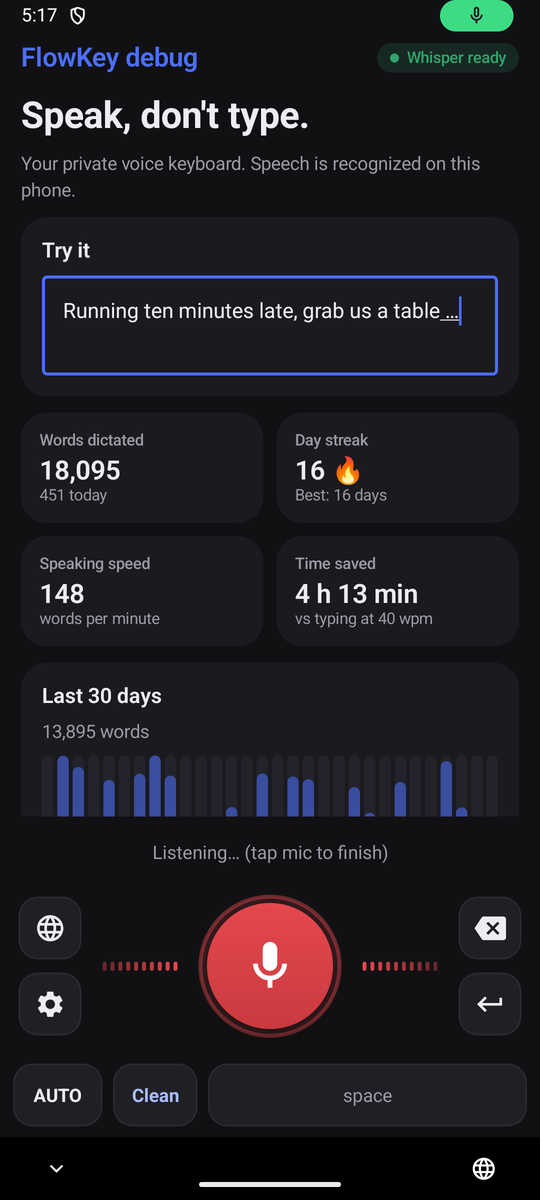 5:17
FlowKey debug
Whisper ready
Speak, don't type.
Your private voice keyboard. Speech is recognized on this
phone.
Try it
Running ten minutes late, grab us a table …
Words dictated
18,095
451 today
Day streak
16 🔥
Best: 16 days
Speaking speed
148
words per minute
Time saved
4 h 13 min
vs typing at 40 wpm
Last 30 days
13,895 words
Listening… (tap mic to finish)
AUTO
Clean
space